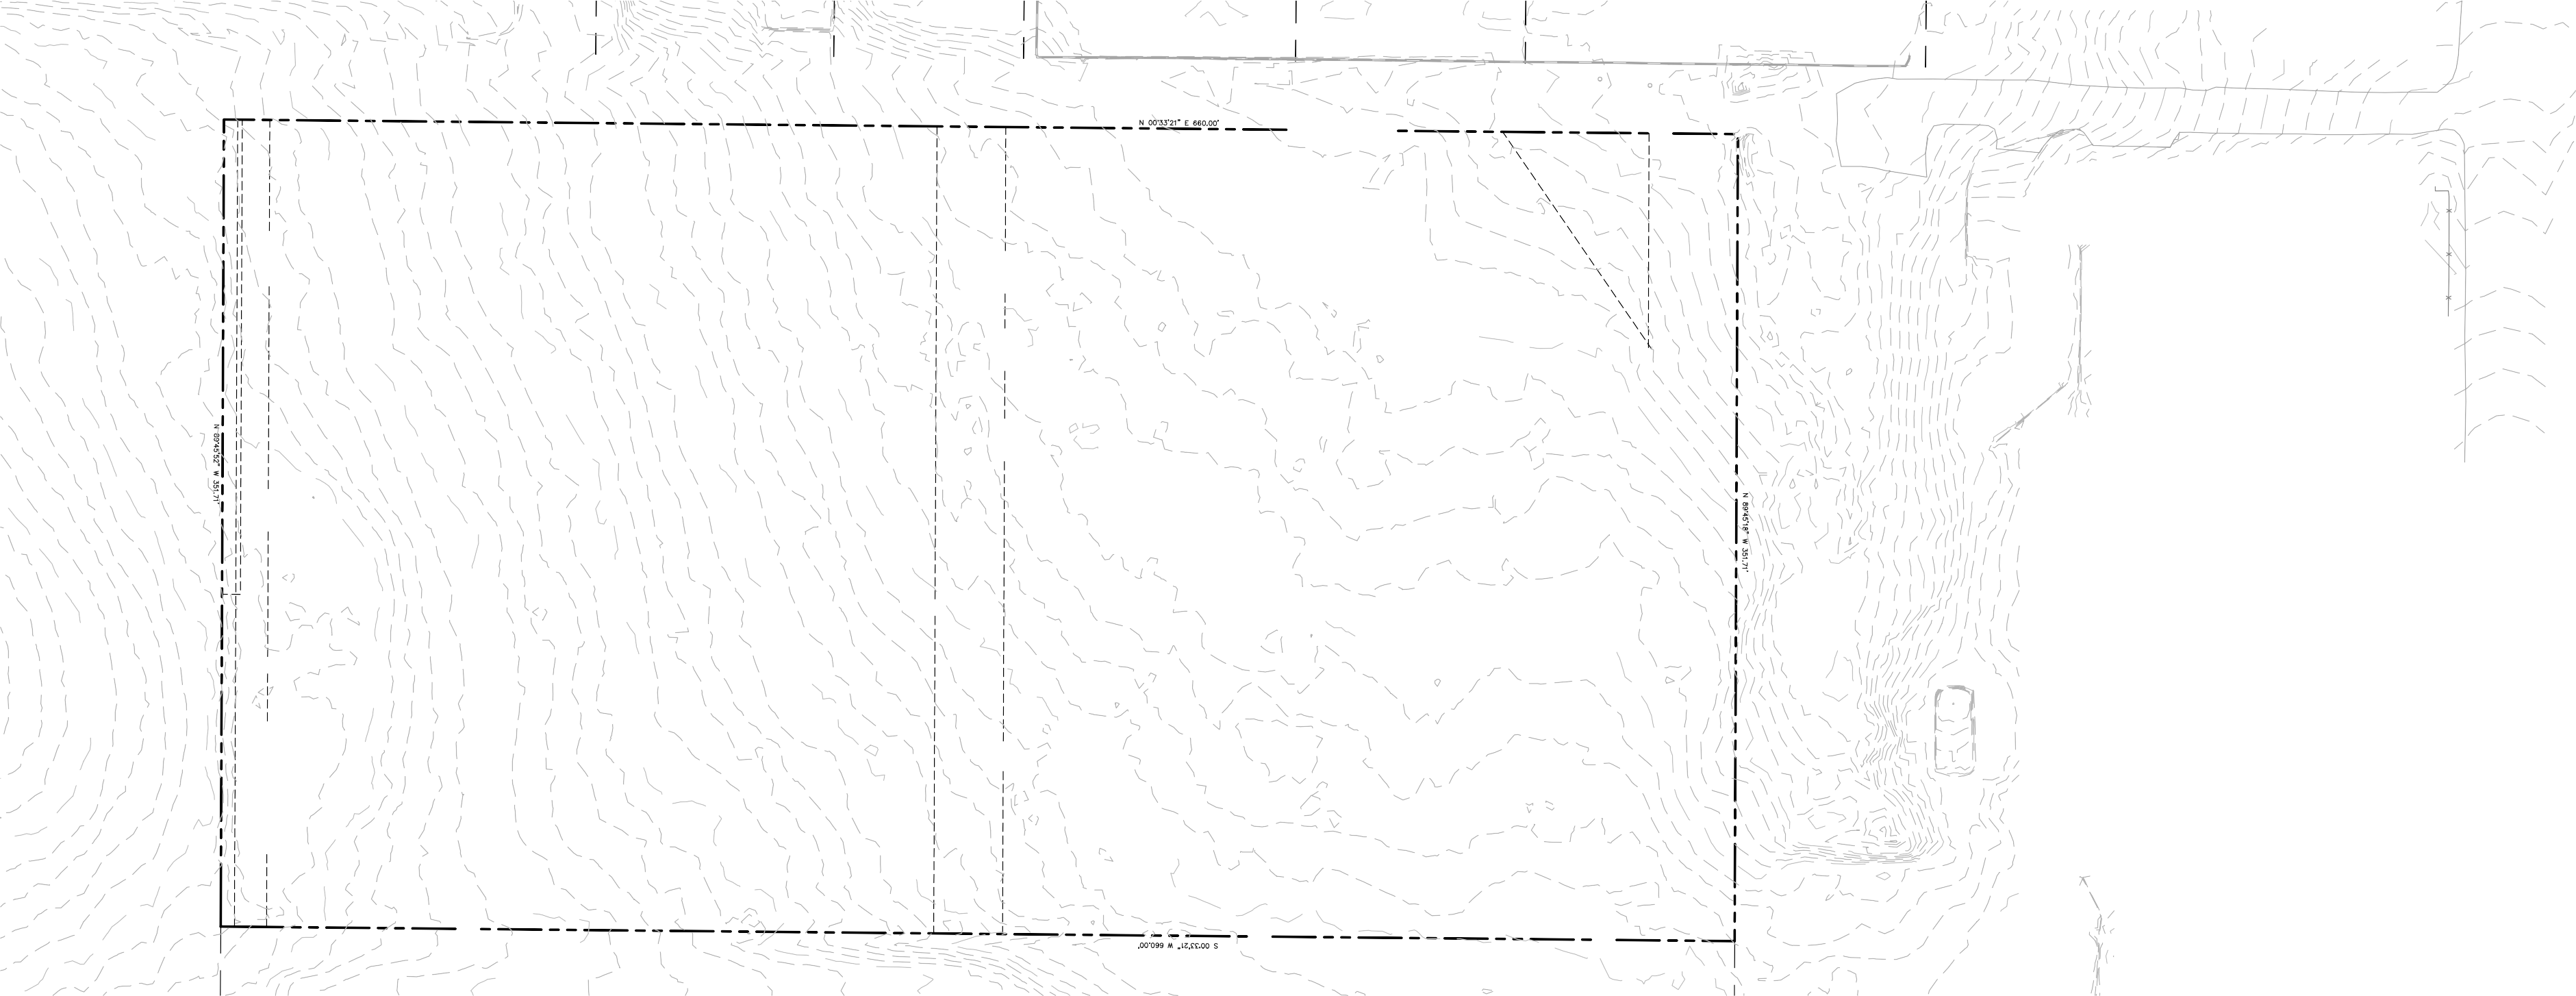 N 00°33'21" E 660.00'
N 89°45'52" W 351.71'
N 89°45'18" W 351.71'
S 00°33'21" W 660.00'